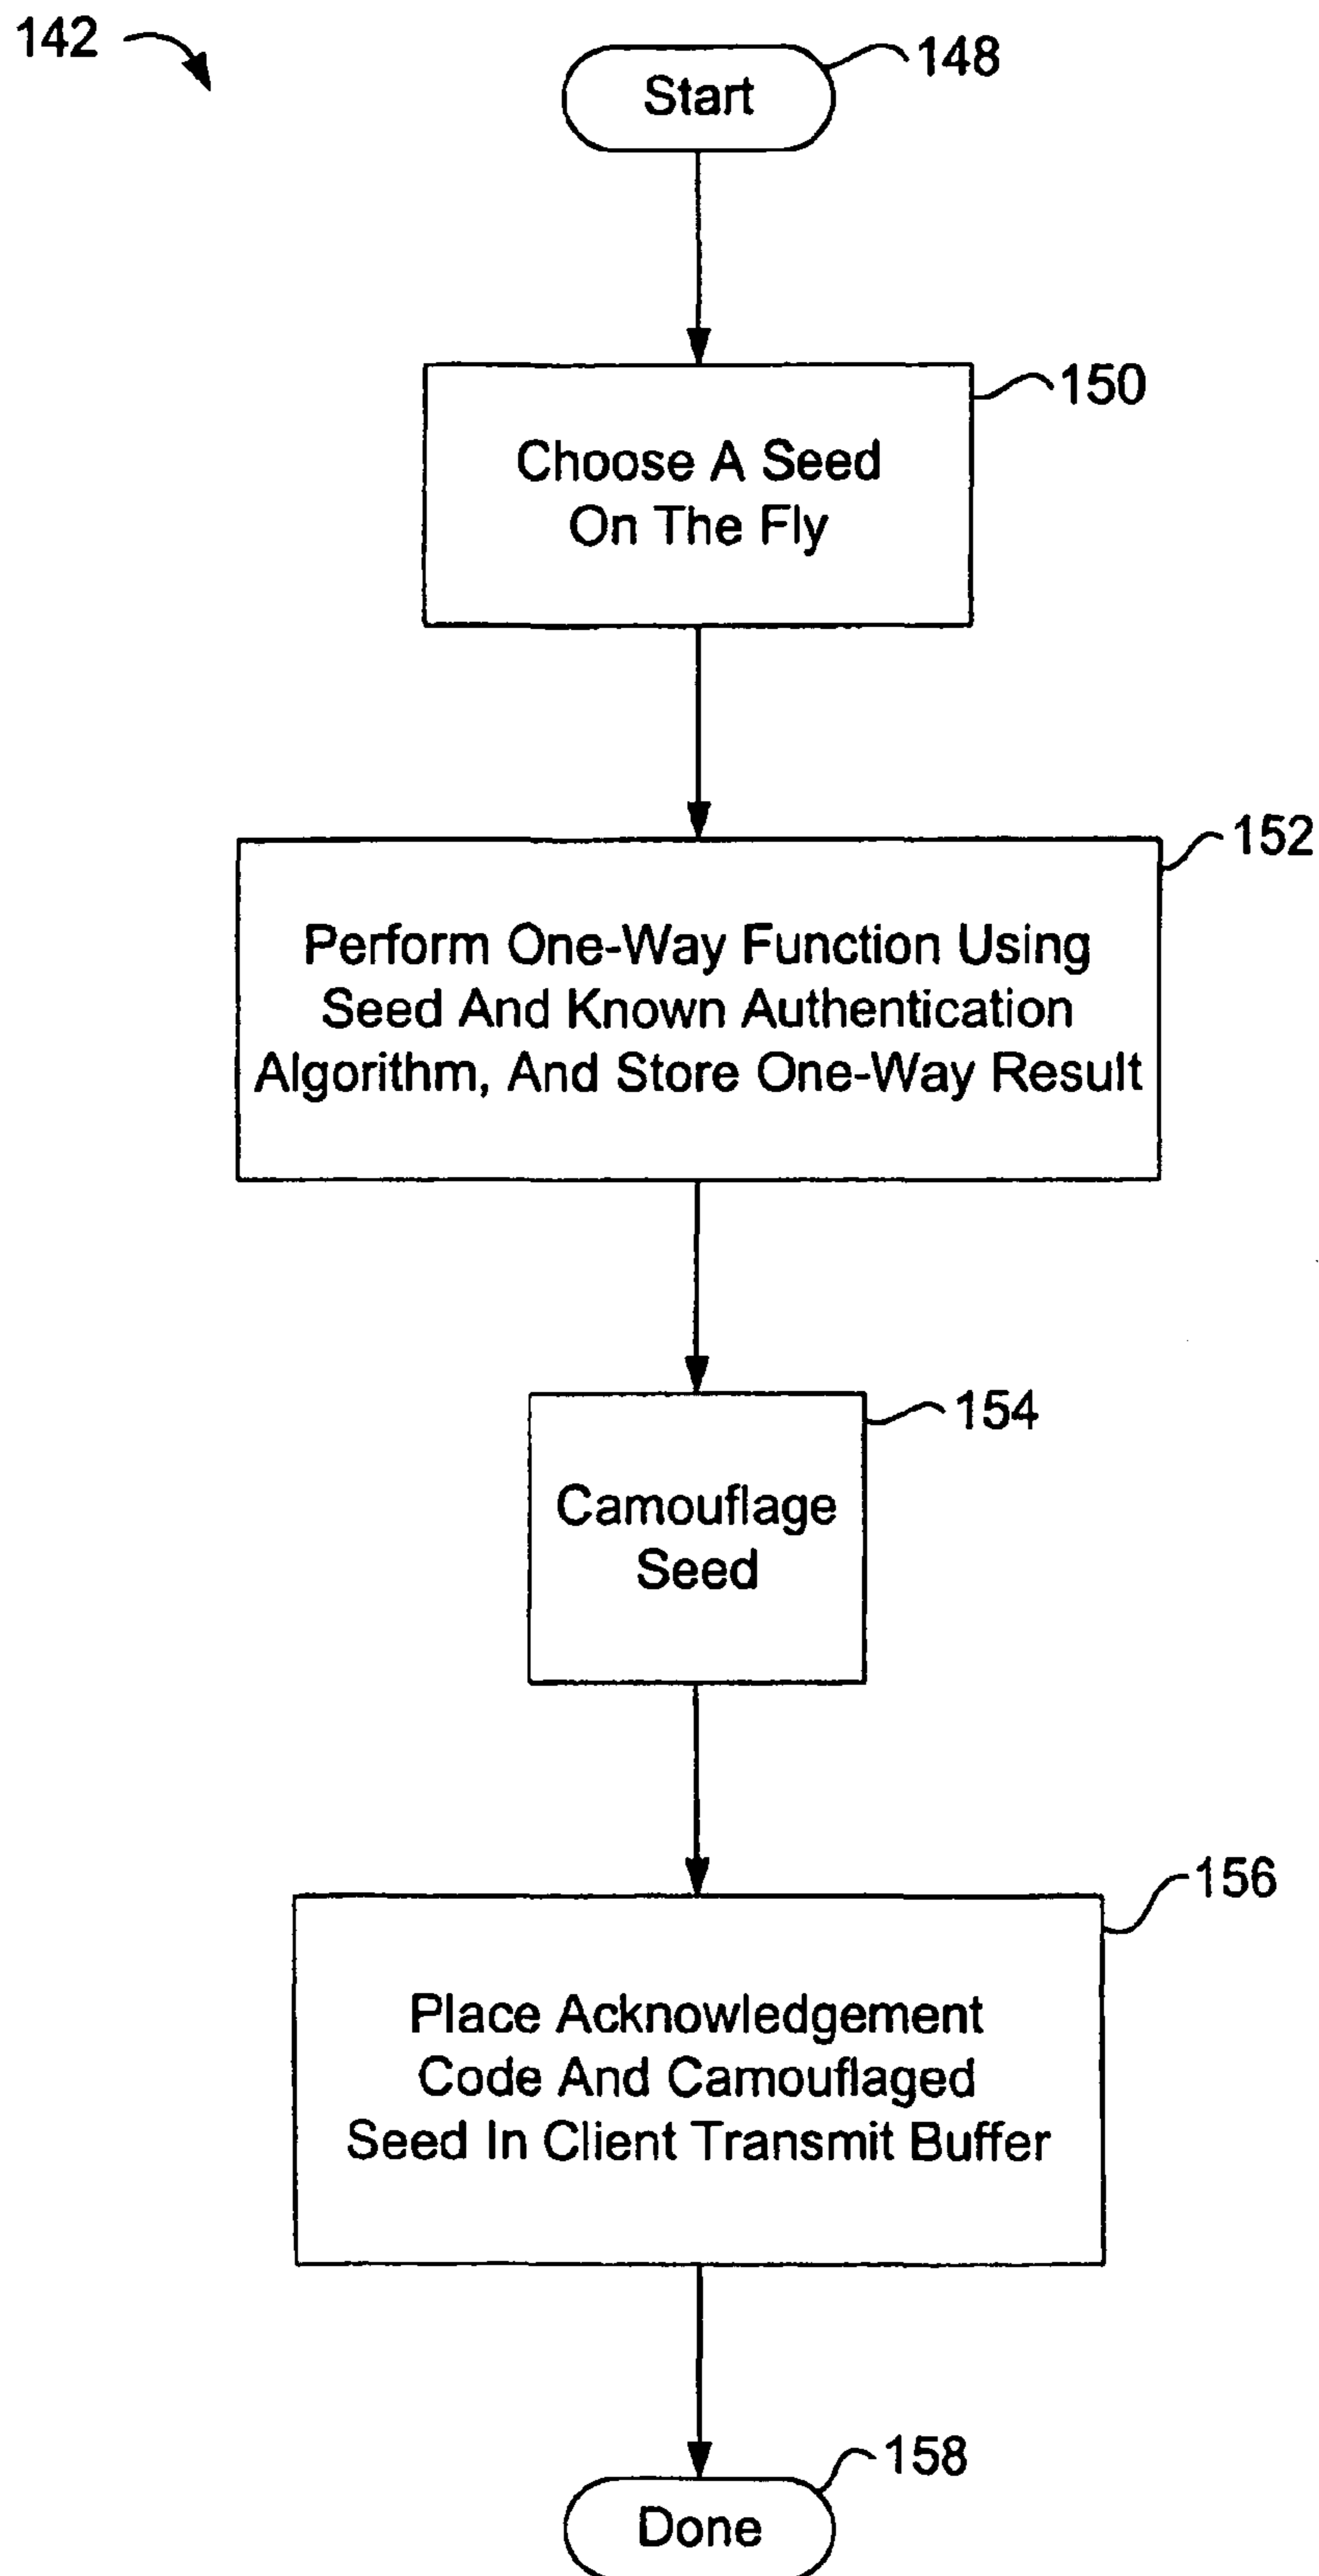 142
Start
148
Choose A Seed
On The Fly
150
Perform One-Way Function Using
Seed And Known Authentication
Algorithm, And Store One-Way Result
152
Camouflage
Seed
154
Place Acknowledgement
Code And Camouflaged
Seed In Client Transmit Buffer
156
Done
158